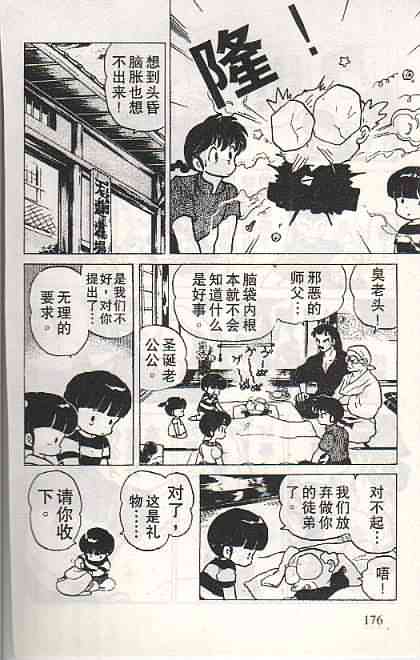 隆！
想到头昏
脑胀也想
不出来！
臭老头！
邪恶的
师父…
脑袋内根
本就不会
知道什么
是好事。
圣诞老
公公。
是我们不
好，对你
提出了…
无理的
要求。
对不起…
唔！
我们放
弃做你
的徒弟
了。
对了，
这是礼
物……
请你收
下。
176